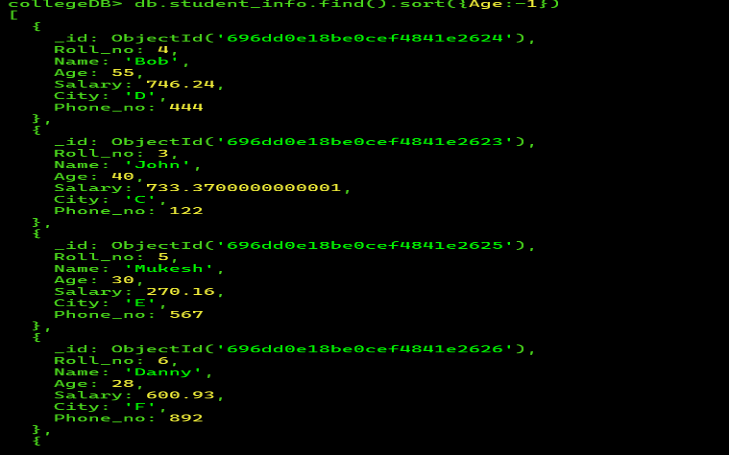 collegeDB> db.student_info.find().sort({Age:-1})
[
  {
    _id: ObjectId('696dd0e18be0cef4841e2624'),
    Roll_no: 4,
    Name: 'Bob',
    Age: 55,
    Salary: 746.24,
    City: 'D',
    Phone_no: 444
  },
  {
    _id: ObjectId('696dd0e18be0cef4841e2623'),
    Roll_no: 3,
    Name: 'John',
    Age: 40,
    Salary: 733.3700000000001,
    City: 'C',
    Phone_no: 122
  },
  {
    _id: ObjectId('696dd0e18be0cef4841e2625'),
    Roll_no: 5,
    Name: 'Mukesh',
    Age: 30,
    Salary: 270.16,
    City: 'E',
    Phone_no: 567
  },
  {
    _id: ObjectId('696dd0e18be0cef4841e2626'),
    Roll_no: 6,
    Name: 'Danny',
    Age: 28,
    Salary: 600.93,
    City: 'F',
    Phone_no: 892
  },
  {